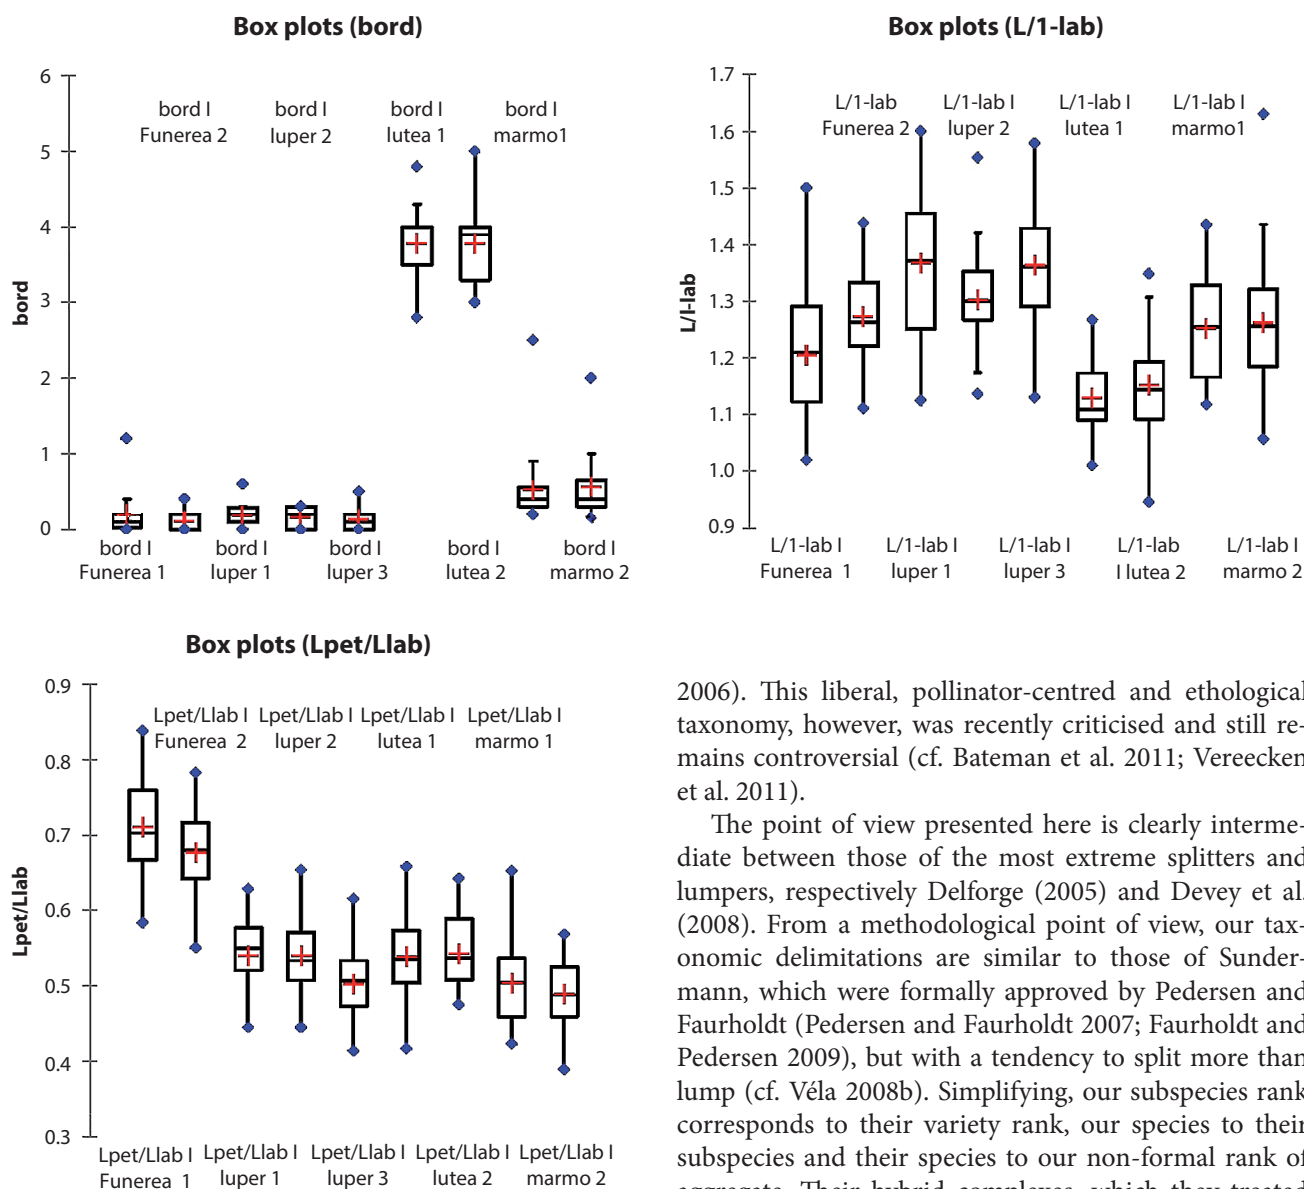 Box plots (bord)
6
5
4
3
2
1
0
bord
bord I
Funerea 2
bord I
luper 2
bord I
lutea 1
bord I
marmo1
bord I
Funerea 1
bord I
luper 1
bord I
luper 3
bord I
lutea 2
bord I
marmo 2
Box plots (L/1-lab)
1.7
1.6
1.5
1.4
1.3
1.2
1.1
1.0
0.9
L/l-lab
L/1-lab
Funerea 2
L/1-lab I
luper 2
L/1-lab I
lutea 1
L/1-lab I
marmo1
L/1-lab I
Funerea 1
L/1-lab I
luper 1
L/1-lab I
luper 3
L/1-lab
I lutea 2
L/1-lab I
marmo 2
Box plots (Lpet/Llab)
0.9
0.8
0.7
0.6
0.5
0.4
0.3
Lpet/Llab
Lpet/Llab I
Funerea 2
Lpet/Llab I
luper 2
Lpet/Llab I
lutea 1
Lpet/Llab I
marmo 1
Lpet/Llab I
Funerea 1
Lpet/Llab I
luper 1
Lpet/Llab I
luper 3
Lpet/Llab I
lutea 2
Lpet/Llab I
marmo 2
2006). This liberal, pollinator-centred and ethological
taxonomy, however, was recently criticised and still re-
mains controversial (cf. Bateman et al. 2011; Vereecken
et al. 2011).
The point of view presented here is clearly interme-
diate between those of the most extreme splitters and
lumpers, respectively Delforge (2005) and Devey et al.
(2008). From a methodological point of view, our tax-
onomic delimitations are similar to those of Sunder-
mann, which were formally approved by Pedersen and
Faurholdt (Pedersen and Faurholdt 2007; Faurholdt and
Pedersen 2009), but with a tendency to split more than
lump (cf. Véla 2008b). Simplifying, our subspecies rank
corresponds to their variety rank, our species to their
subspecies and their species to our non-formal rank of
aggregate. Their hybrid complexes, which they treated